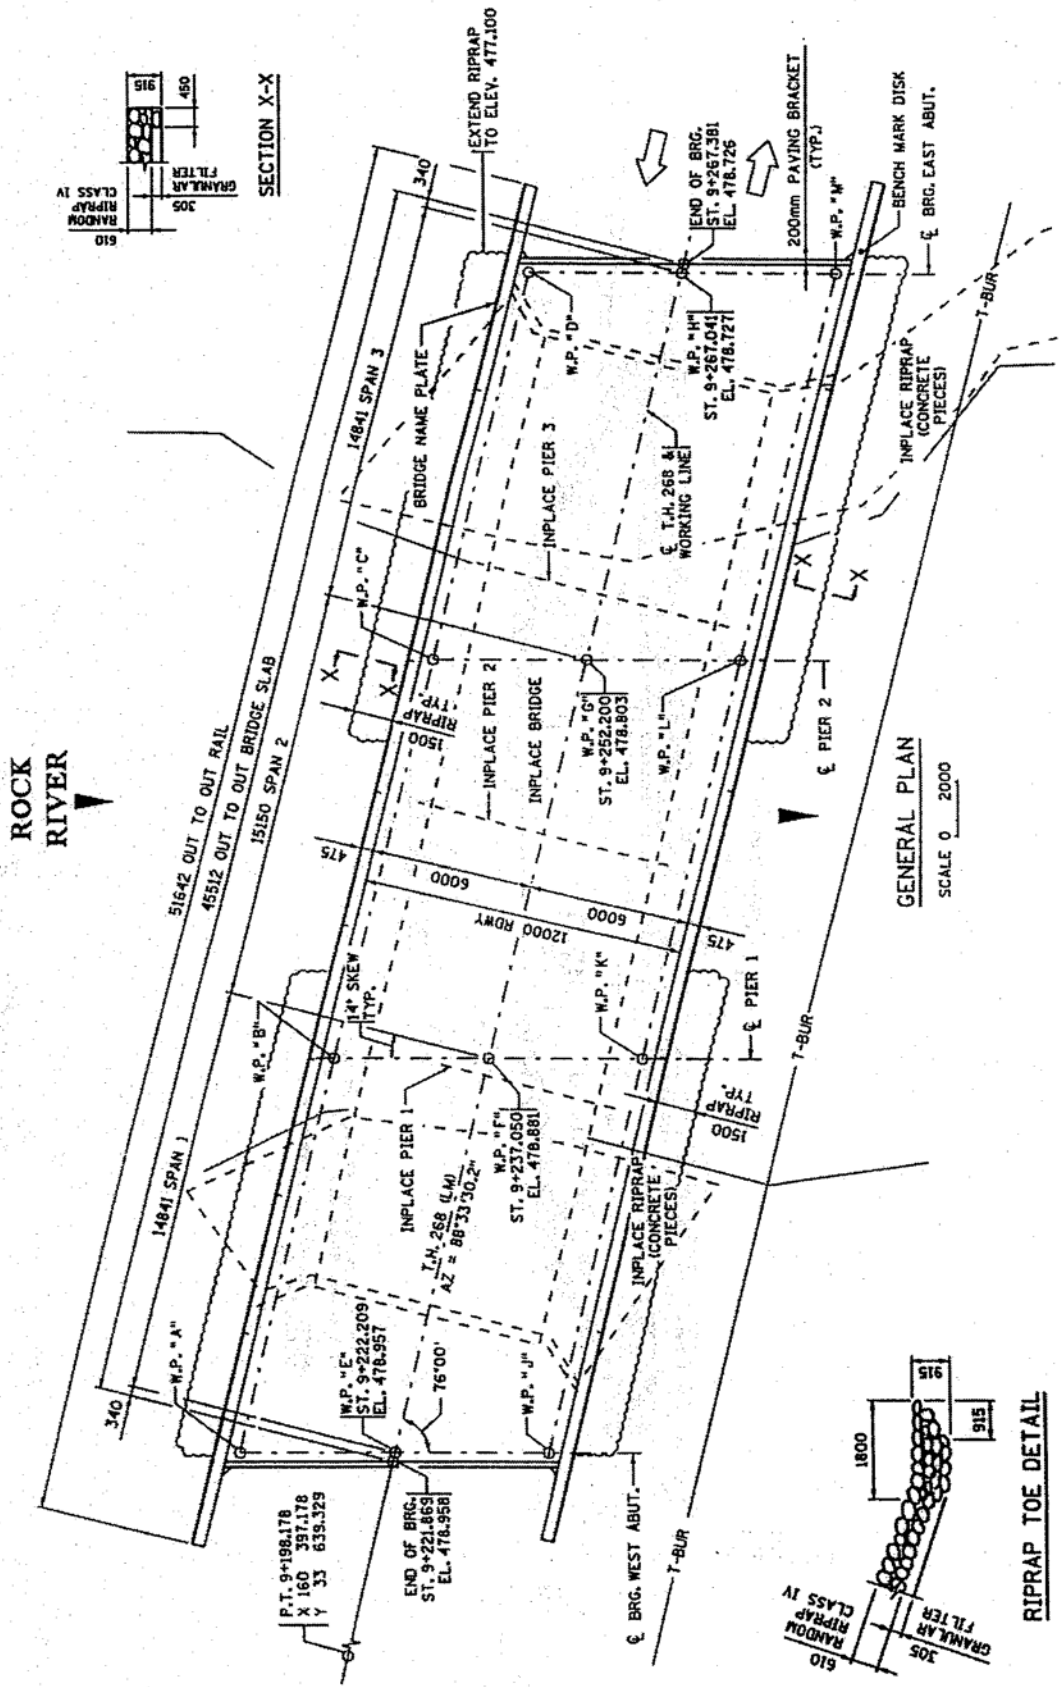 ROCK
RIVER
51642 OUT TO OUT RAIL
45512 OUT TO OUT BRIDGE SLAB
340
14841 SPAN 1
15150 SPAN 2
14841 SPAN 3
340
610
RANDOM
RIPRAP
CLASS IV
305
GRANULAR
FILTER
915
450
SECTION X-X
EXTEND RIPRAP
TO ELEV. 477.100
W.P. "A"
W.P. "B"
W.P. "C"
BRIDGE NAME PLATE
W.P. "D"
X
X
1500
RIPRAP
TYP.
475
6000
6000
12000 RDWY
475
14° SKEW
TYP.
INPLACE PIER 1
INPLACE PIER 2
INPLACE PIER 3
INPLACE BRIDGE
P.T. 9+198.178
X 160 397.178
Y 33 639.329
END OF BRG.
ST. 9+221.869
EL. 478.958
W.P. "E"
ST. 9+222.209
EL. 478.957
76°00'
T.H. 268 (LM)
AZ = 88°33'30.2"
W.P. "F"
ST. 9+237.050
EL. 478.881
W.P. "G"
ST. 9+252.200
EL. 478.803
℄ T.H. 268 &
WORKING LINE
W.P. "H"
ST. 9+267.041
EL. 478.727
END OF BRG.
ST. 9+267.381
EL. 478.726
200mm PAVING BRACKET
(TYP.)
W.P. "J"
W.P. "K"
W.P. "L"
W.P. "M"
BENCH MARK DISK
℄ BRG. EAST ABUT.
INPLACE RIPRAP
(CONCRETE
PIECES)
1500
RIPRAP
TYP.
X
X
INPLACE RIPRAP
(CONCRETE
PIECES)
℄ BRG. WEST ABUT.
℄ PIER 1
℄ PIER 2
T-BUR
T-BUR
T-BUR
GENERAL PLAN
SCALE 0 2000
610
RANDOM
RIPRAP
CLASS IV
305
GRANULAR
FILTER
1800
915
915
RIPRAP TOE DETAIL